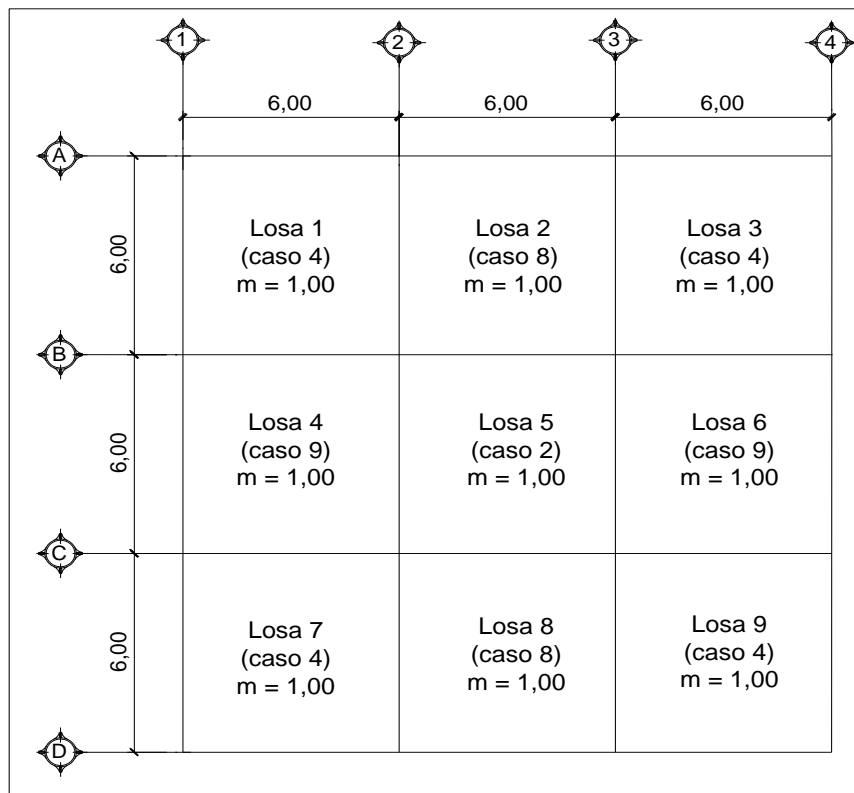 1
2
3
4
6,00
6,00
6,00
A
6,00
Losa 1
(caso 4)
m = 1,00
Losa 2
(caso 8)
m = 1,00
Losa 3
(caso 4)
m = 1,00
B
6,00
Losa 4
(caso 9)
m = 1,00
Losa 5
(caso 2)
m = 1,00
Losa 6
(caso 9)
m = 1,00
C
6,00
Losa 7
(caso 4)
m = 1,00
Losa 8
(caso 8)
m = 1,00
Losa 9
(caso 4)
m = 1,00
D